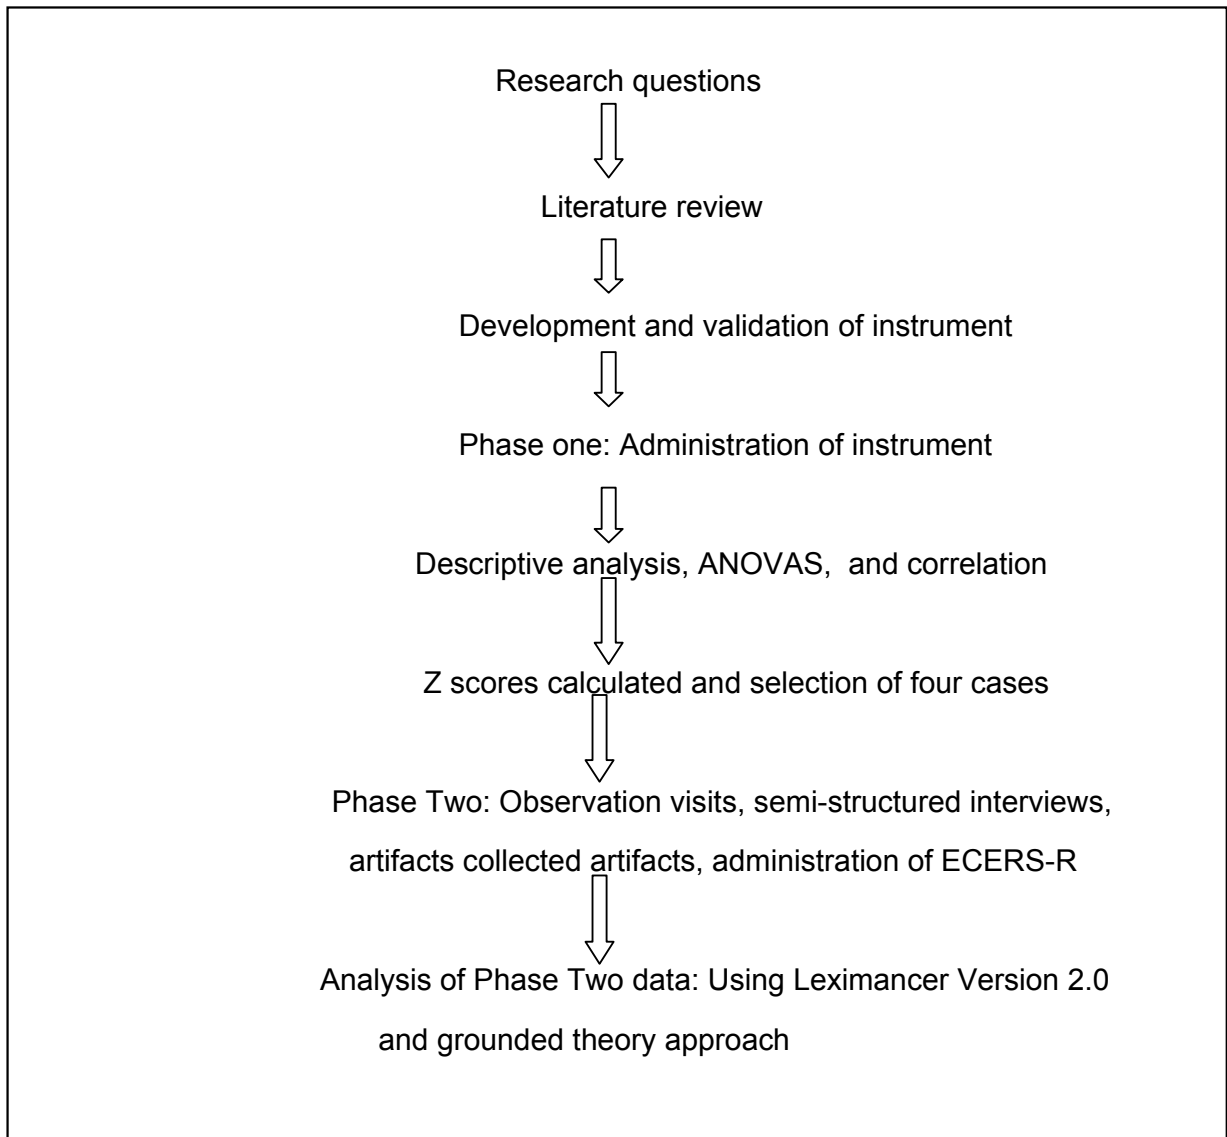 Research questions
Literature review
Development and validation of instrument
Phase one: Administration of instrument
Descriptive analysis, ANOVAS,  and correlation
Z scores calculated and selection of four cases
Phase Two: Observation visits, semi-structured interviews,
artifacts collected artifacts, administration of ECERS-R
Analysis of Phase Two data: Using Leximancer Version 2.0
and grounded theory approach